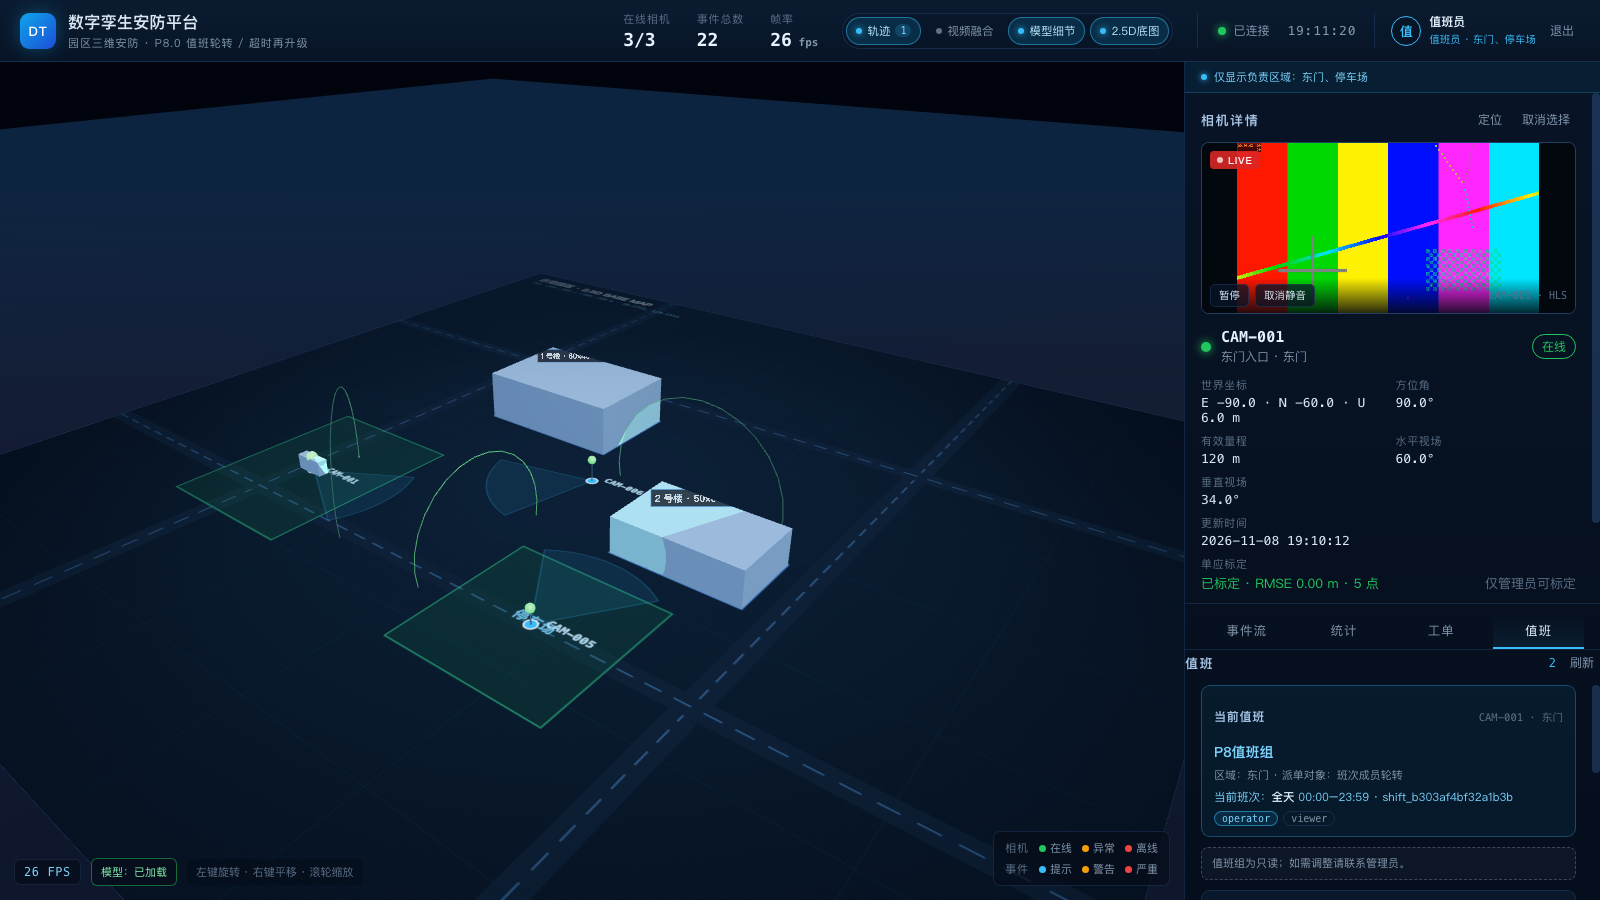 DT
数字孪生安防平台
园区三维安防 · P8.0 值班轮转 / 超时再升级
在线相机
3/3
事件总数
22
帧率
26 fps
轨迹 1
视频融合
模型细节
2.5D底图
已连接
19:11:20
值
值班员
值班员 · 东门、停车场
退出
仅显示负责区域: 东门、停车场
相机详情
定位
取消选择
LIVE
暂停
取消静音
HLS
CAM-001
东门入口 · 东门
在线
世界坐标
E -90.0 · N -60.0 · U 6.0 m
方位角
90.0°
有效量程
120 m
水平视场
60.0°
垂直视场
34.0°
更新时间
2026-11-08 19:10:12
单应标定
已标定 · RMSE 0.00 m · 5 点
仅管理员可标定
事件流
统计
工单
值班
值班
2
刷新
当前值班
CAM-001 · 东门
P8值班组
区域: 东门 · 派单对象: 班次成员轮转
当前班次: 全天 00:00—23:59 · shift_b303af4bf32a1b3b
operator
viewer
值班组为只读: 如需调整请联系管理员。
1 号楼
CAM-001
CAM-006
2 号楼
停车场
CAM-005
26 FPS
模型: 已加载
左键旋转 · 右键平移 · 滚轮缩放
相机 在线 异常 离线
事件 提示 警告 严重